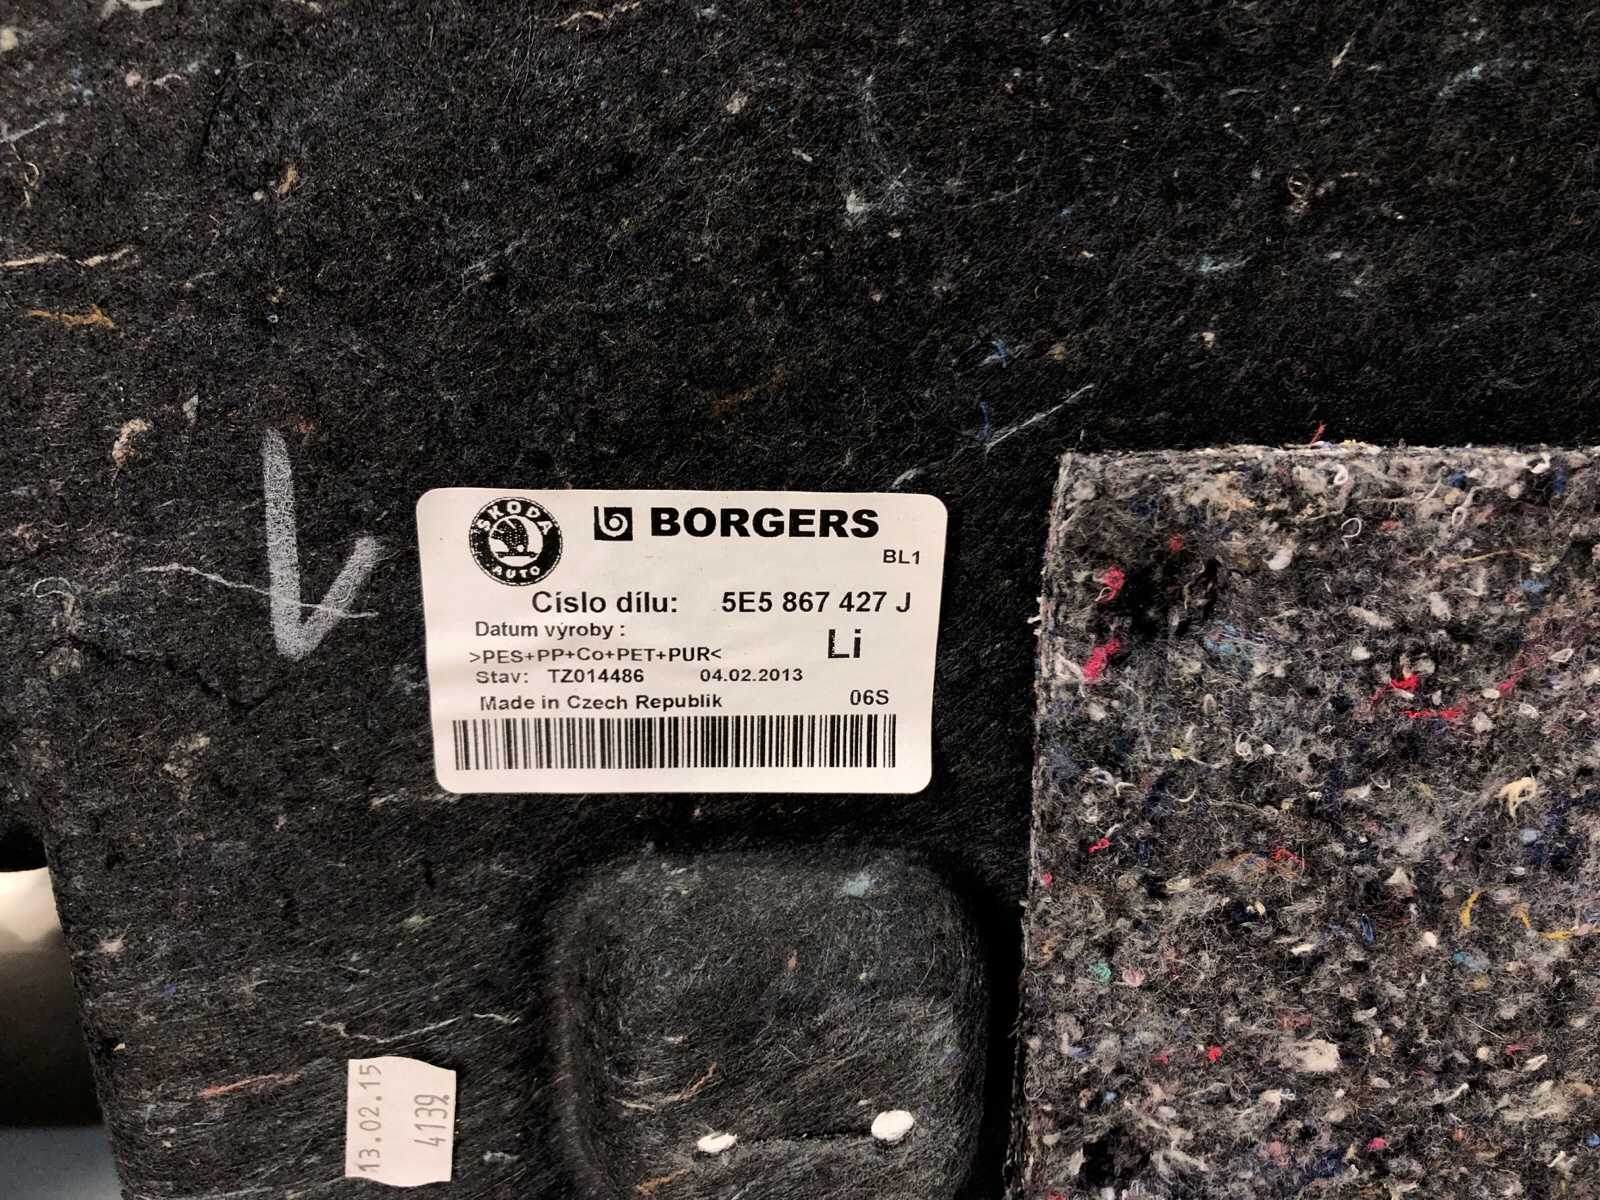 ŠKODA
AUTO
BORGERS
BL1
Císlo dílu: 5E5 867 427 J
Datum výroby :
Li
>PES+PP+Co+PET+PUR<
Stav: TZ014486 04.02.2013
Made in Czech Republik 06S
13.02.15
4139